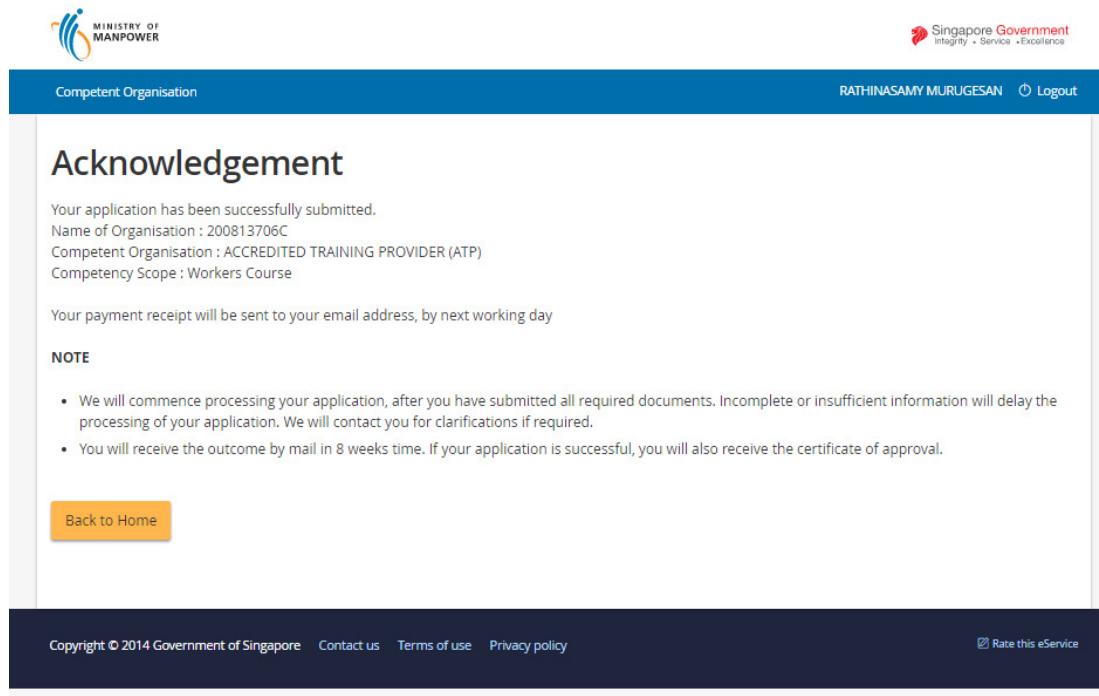 MINISTRY OF
MANPOWER
Singapore Government
Integrity • Service • Excellence
Competent Organisation
RATHINASAMY MURUGESAN Logout
Acknowledgement
Your application has been successfully submitted.
Name of Organisation : 200813706C
Competent Organisation : ACCREDITED TRAINING PROVIDER (ATP)
Competency Scope : Workers Course
Your payment receipt will be sent to your email address, by next working day
NOTE
• We will commence processing your application, after you have submitted all required documents. Incomplete or insufficient information will delay the
processing of your application. We will contact you for clarifications if required.
• You will receive the outcome by mail in 8 weeks time. If your application is successful, you will also receive the certificate of approval.
Back to Home
Copyright © 2014 Government of Singapore Contact us Terms of use Privacy policy
Rate this eService